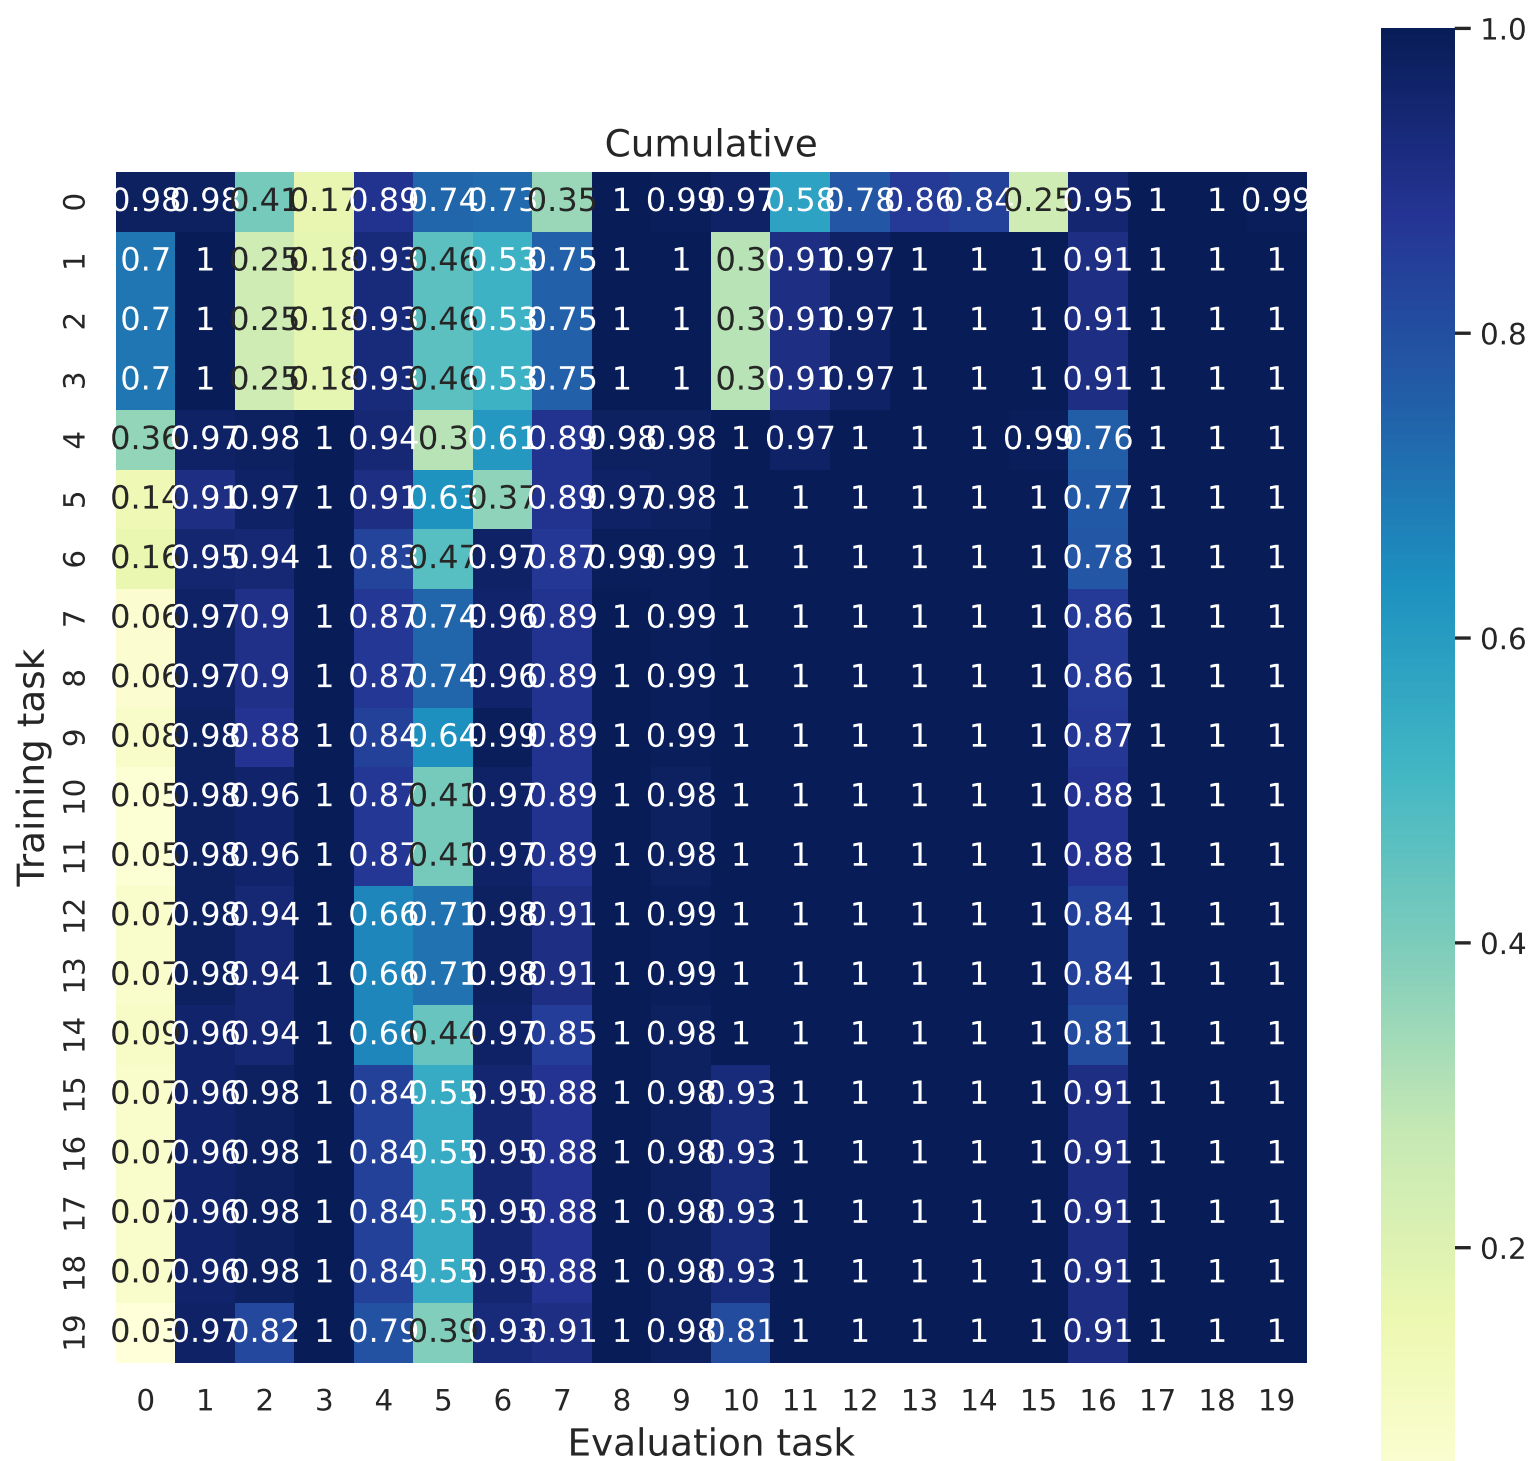 Cumulative
0 0.98 0.98 0.41 0.17 0.89 0.74 0.73 0.35 1 0.99 0.97 0.58 0.78 0.86 0.84 0.25 0.95 1 1 0.99
1 0.7 1 0.25 0.18 0.93 0.46 0.53 0.75 1 1 0.3 0.91 0.97 1 1 1 0.91 1 1 1
2 0.7 1 0.25 0.18 0.93 0.46 0.53 0.75 1 1 0.3 0.91 0.97 1 1 1 0.91 1 1 1
3 0.7 1 0.25 0.18 0.93 0.46 0.53 0.75 1 1 0.3 0.91 0.97 1 1 1 0.91 1 1 1
4 0.36 0.97 0.98 1 0.94 0.3 0.61 0.89 0.98 0.98 1 0.97 1 1 1 0.99 0.76 1 1 1
5 0.14 0.91 0.97 1 0.91 0.63 0.37 0.89 0.97 0.98 1 1 1 1 1 1 0.77 1 1 1
6 0.16 0.95 0.94 1 0.83 0.47 0.97 0.87 0.99 0.99 1 1 1 1 1 1 0.78 1 1 1
7 0.06 0.97 0.9 1 0.87 0.74 0.96 0.89 1 0.99 1 1 1 1 1 1 0.86 1 1 1
8 0.06 0.97 0.9 1 0.87 0.74 0.96 0.89 1 0.99 1 1 1 1 1 1 0.86 1 1 1
9 0.08 0.98 0.88 1 0.84 0.64 0.99 0.89 1 0.99 1 1 1 1 1 1 0.87 1 1 1
10 0.05 0.98 0.96 1 0.87 0.41 0.97 0.89 1 0.98 1 1 1 1 1 1 0.88 1 1 1
11 0.05 0.98 0.96 1 0.87 0.41 0.97 0.89 1 0.98 1 1 1 1 1 1 0.88 1 1 1
12 0.07 0.98 0.94 1 0.66 0.71 0.98 0.91 1 0.99 1 1 1 1 1 1 0.84 1 1 1
13 0.07 0.98 0.94 1 0.66 0.71 0.98 0.91 1 0.99 1 1 1 1 1 1 0.84 1 1 1
14 0.09 0.96 0.94 1 0.66 0.44 0.97 0.85 1 0.98 1 1 1 1 1 1 0.81 1 1 1
15 0.07 0.96 0.98 1 0.84 0.55 0.95 0.88 1 0.98 0.93 1 1 1 1 1 0.91 1 1 1
16 0.07 0.96 0.98 1 0.84 0.55 0.95 0.88 1 0.98 0.93 1 1 1 1 1 0.91 1 1 1
17 0.07 0.96 0.98 1 0.84 0.55 0.95 0.88 1 0.98 0.93 1 1 1 1 1 0.91 1 1 1
18 0.07 0.96 0.98 1 0.84 0.55 0.95 0.88 1 0.98 0.93 1 1 1 1 1 0.91 1 1 1
19 0.03 0.97 0.82 1 0.79 0.39 0.93 0.91 1 0.98 0.81 1 1 1 1 1 0.91 1 1 1
0 1 2 3 4 5 6 7 8 9 10 11 12 13 14 15 16 17 18 19
Evaluation task
Training task
1.0
0.8
0.6
0.4
0.2